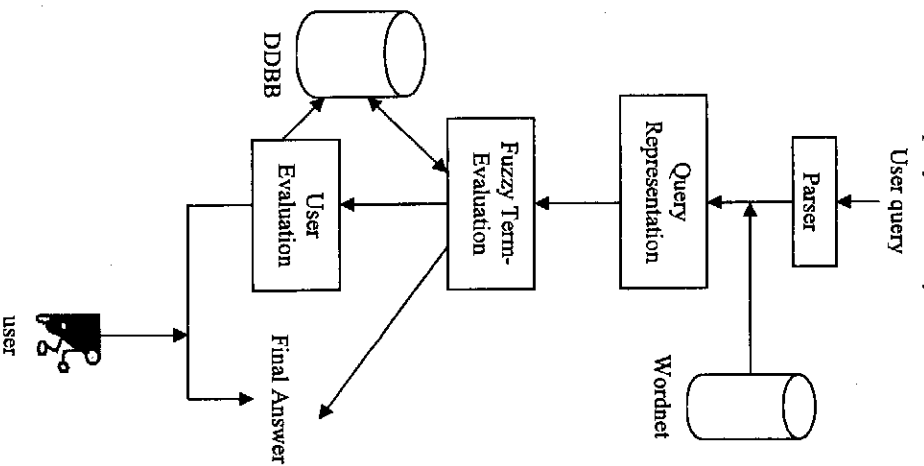 User query
Parser
Wordnet
Query
Representation
Fuzzy Term-
Evaluation
DDBB
User
Evaluation
Final Answer
user